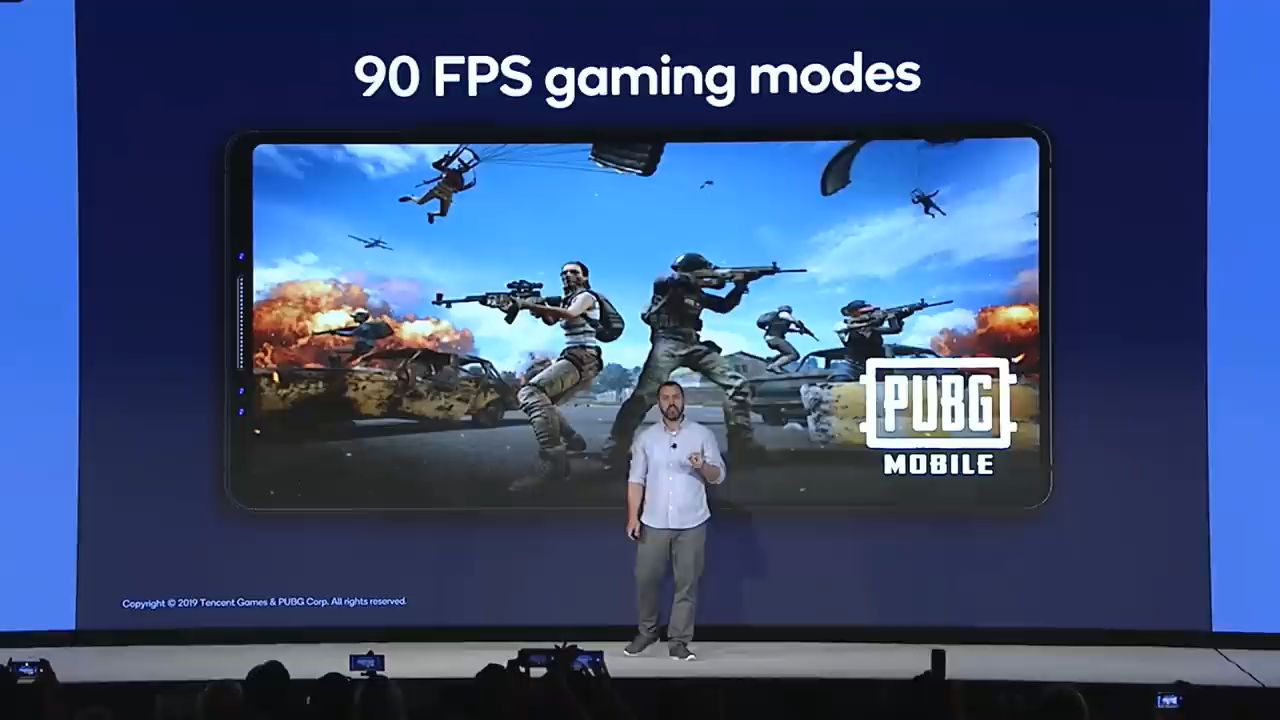 90 FPS gaming modes
PUBG
MOBILE
Copyright © 2019 Tencent Games & PUBG Corp. All rights reserved.